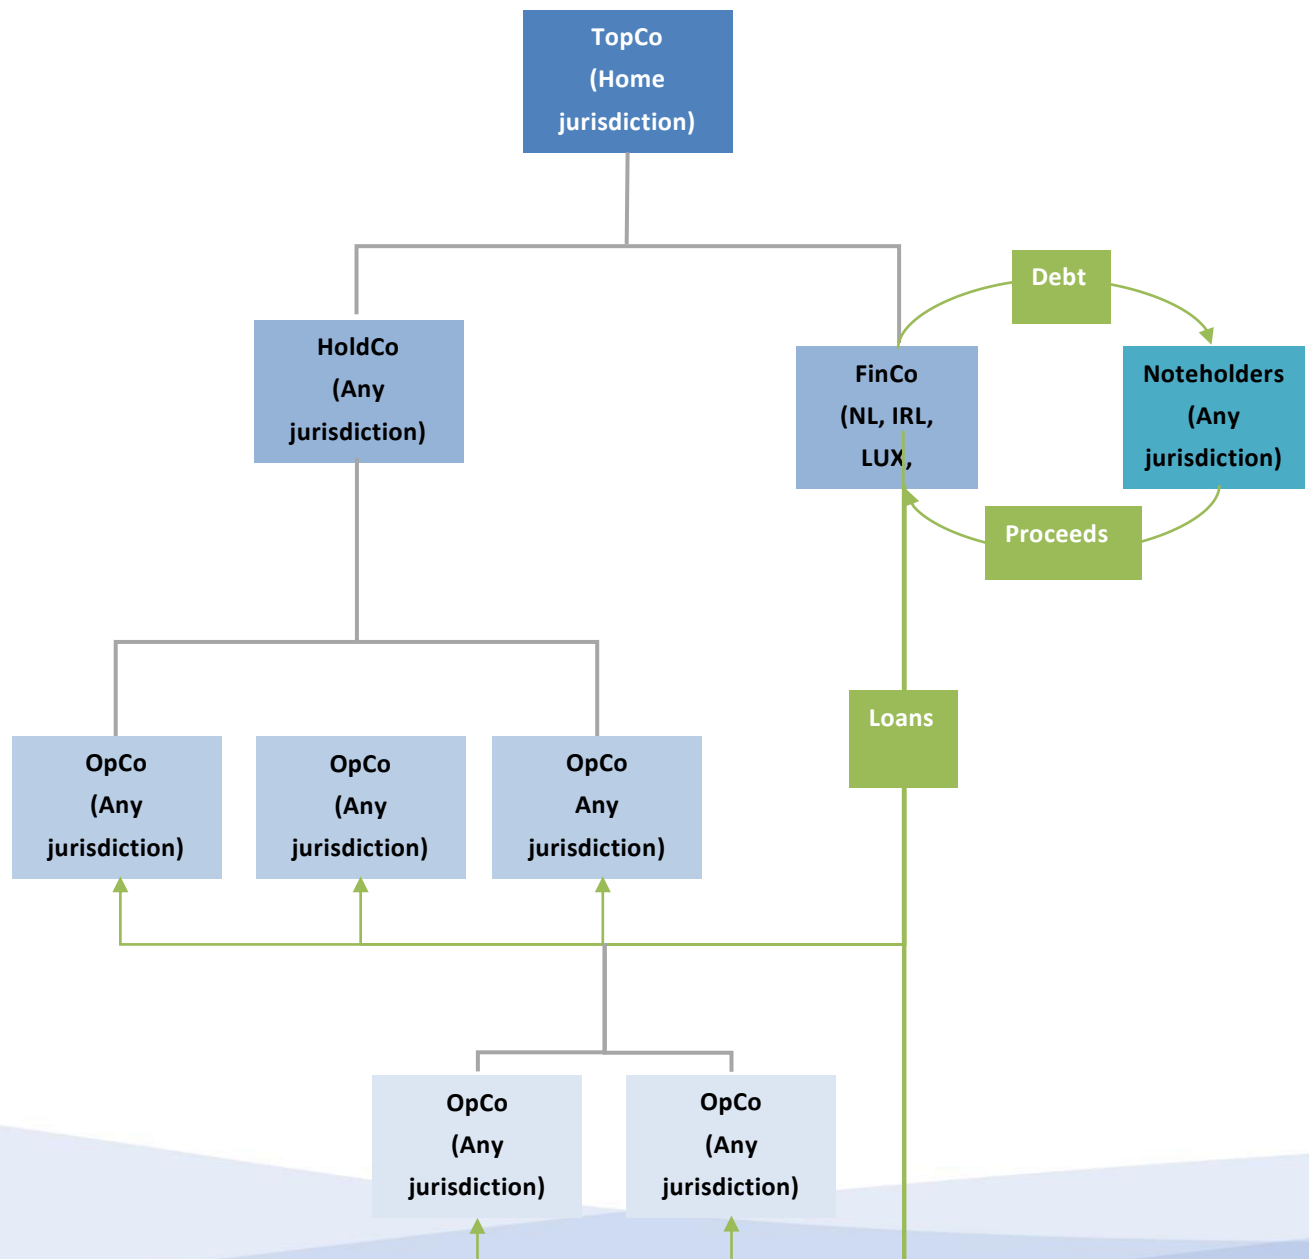 TopCo
(Home
jurisdiction)
Debt
HoldCo
(Any
jurisdiction)
FinCo
(NL, IRL,
LUX,
Noteholders
(Any
jurisdiction)
Proceeds
Loans
OpCo
(Any
jurisdiction)
OpCo
(Any
jurisdiction)
OpCo
Any
jurisdiction)
OpCo
(Any
jurisdiction)
OpCo
(Any
jurisdiction)